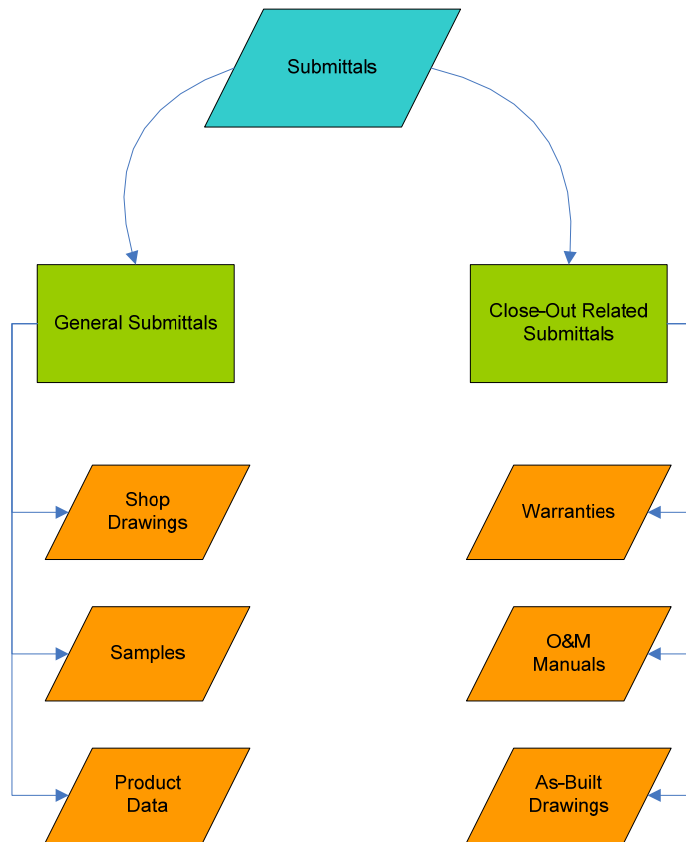 Submittals
General Submittals
Close-Out Related
Submittals
Shop
Drawings
Warranties
Samples
O&M
Manuals
Product
Data
As-Built
Drawings